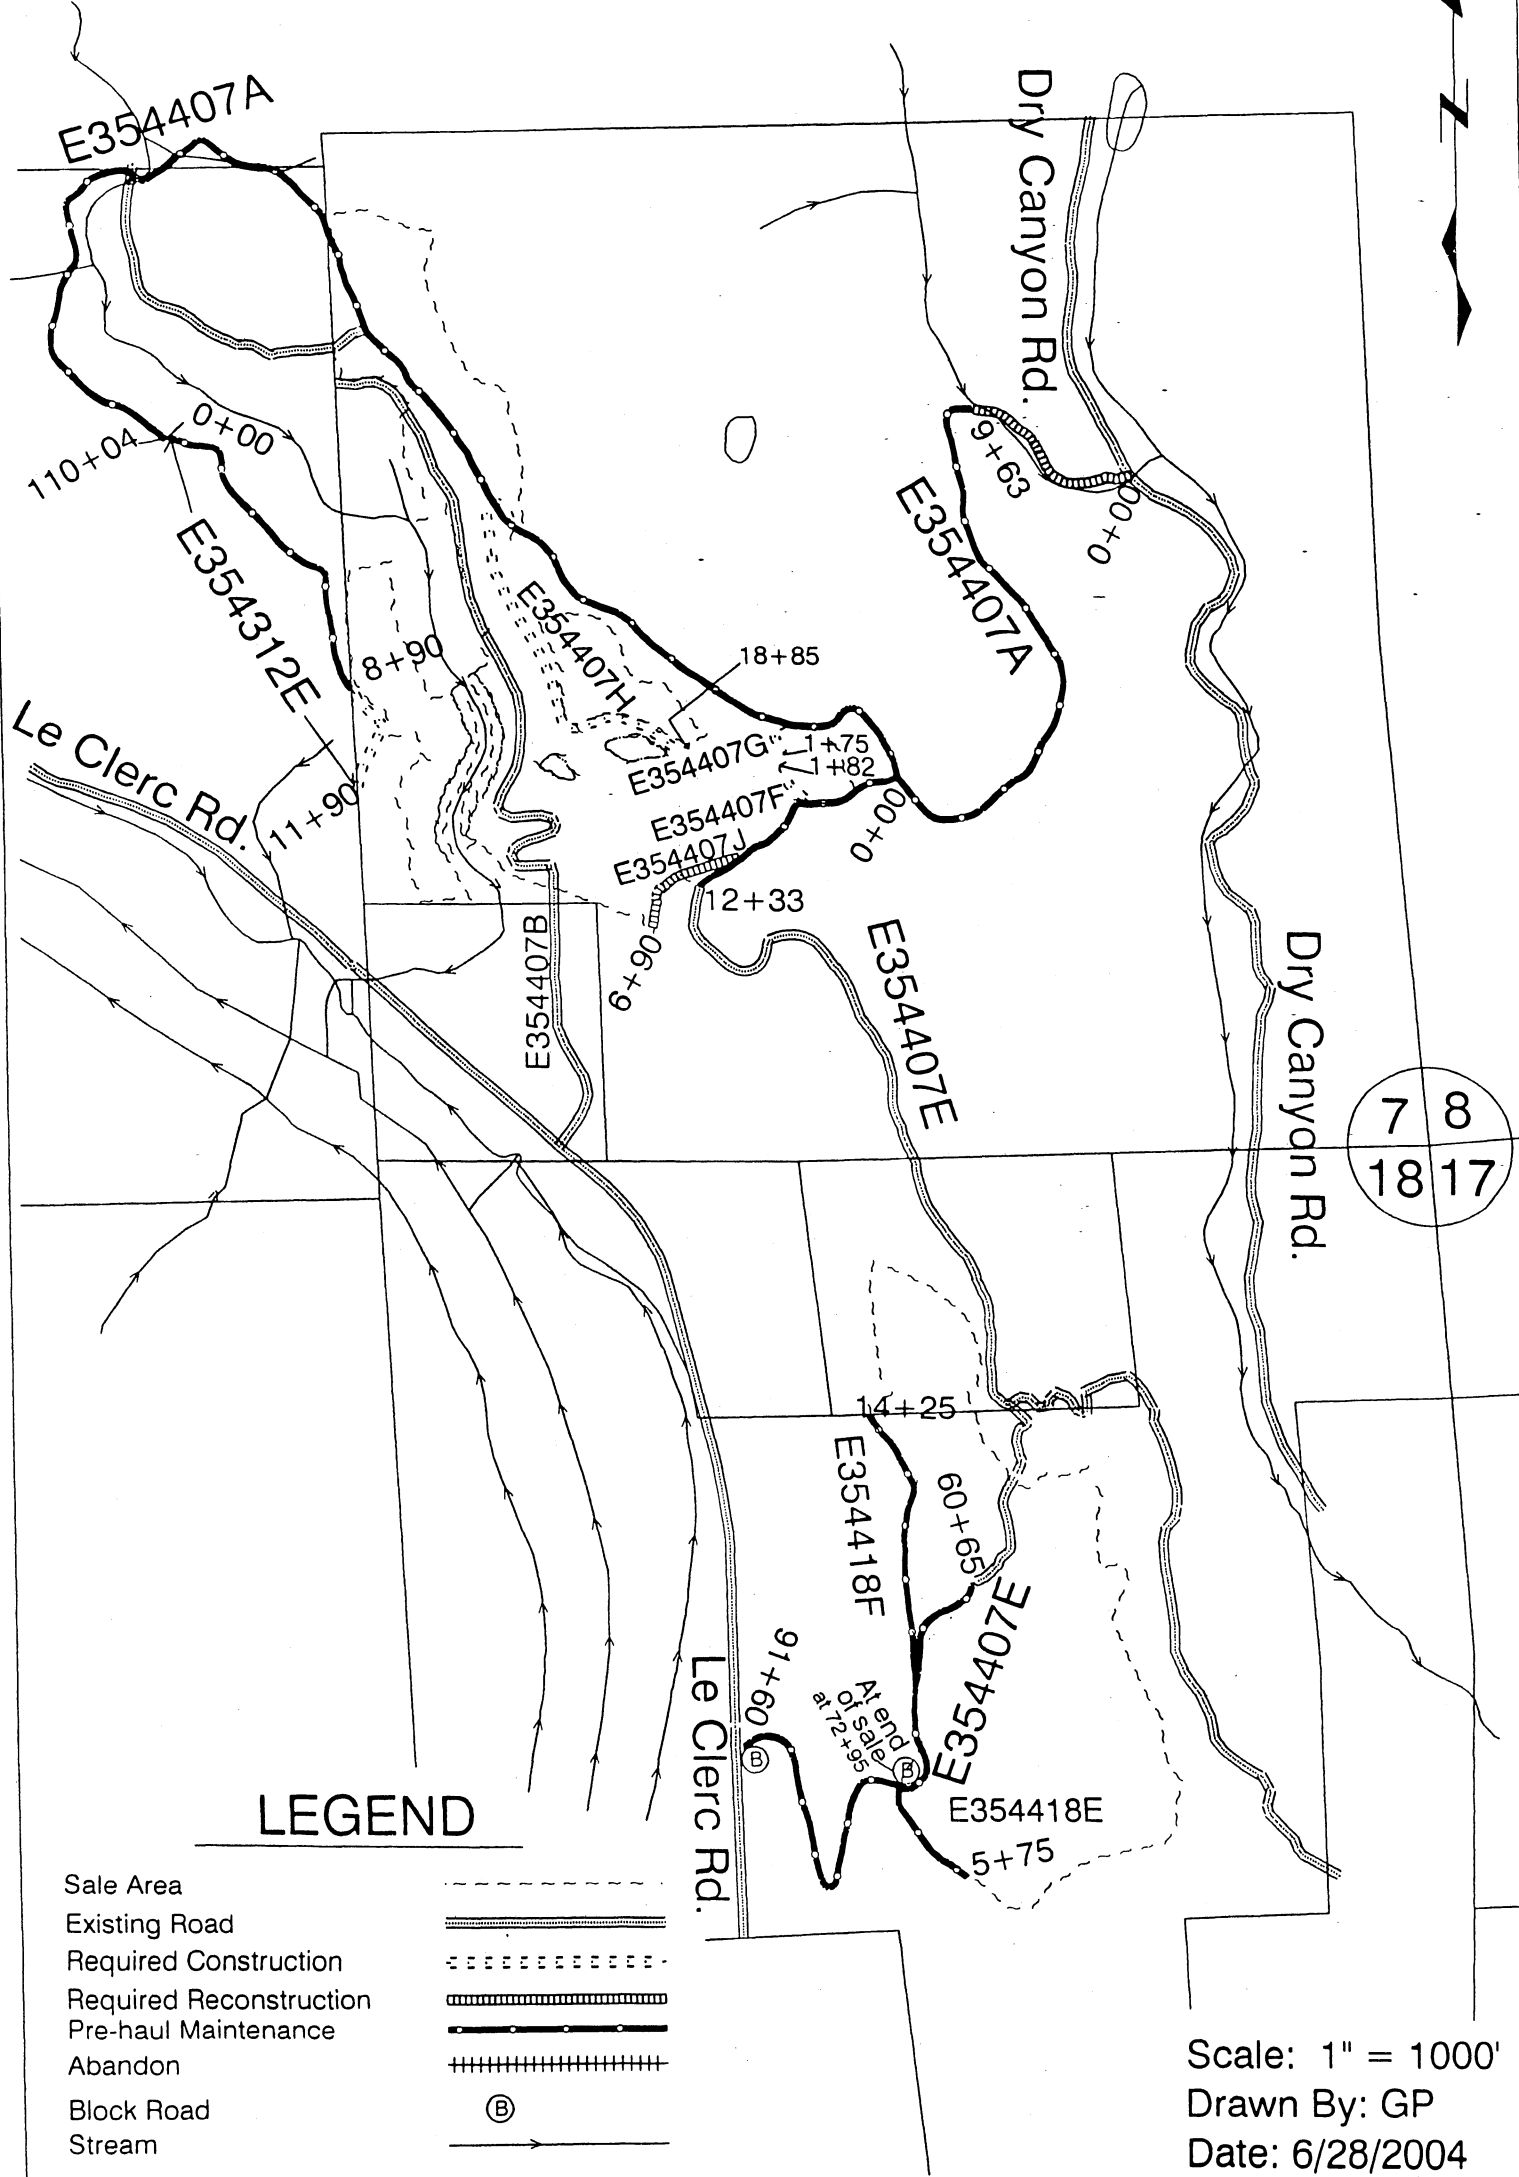 E354407A
Dry Canyon Rd.
N
0+00
110+04
9+63
0+00
E354407A
E354312E
E354407H
8+90
18+85
Le Clerc Rd.
E354407G
1+75
1+82
11+90
E354407F
0+00
E354407J
12+33
E354407B
6+90
E354407E
Dry Canyon Rd.
7 8
18 17
14+25
E354418F
60+65
E354407E
91+60
At end
of sale
at 72+95
B
B
Le Clerc Rd.
E354418E
5+75
LEGEND
Sale Area
Existing Road
Required Construction
Required Reconstruction
Pre-haul Maintenance
Abandon
Block Road B
Stream
Scale: 1" = 1000'
Drawn By: GP
Date: 6/28/2004